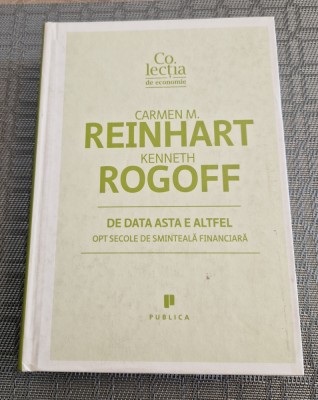 Co.
lecția
de economie
CARMEN M.
REINHART
KENNETH
ROGOFF
DE DATA ASTA E ALTFEL
OPT SECOLE DE SMINTEALĂ FINANCIARĂ
PUBLICA